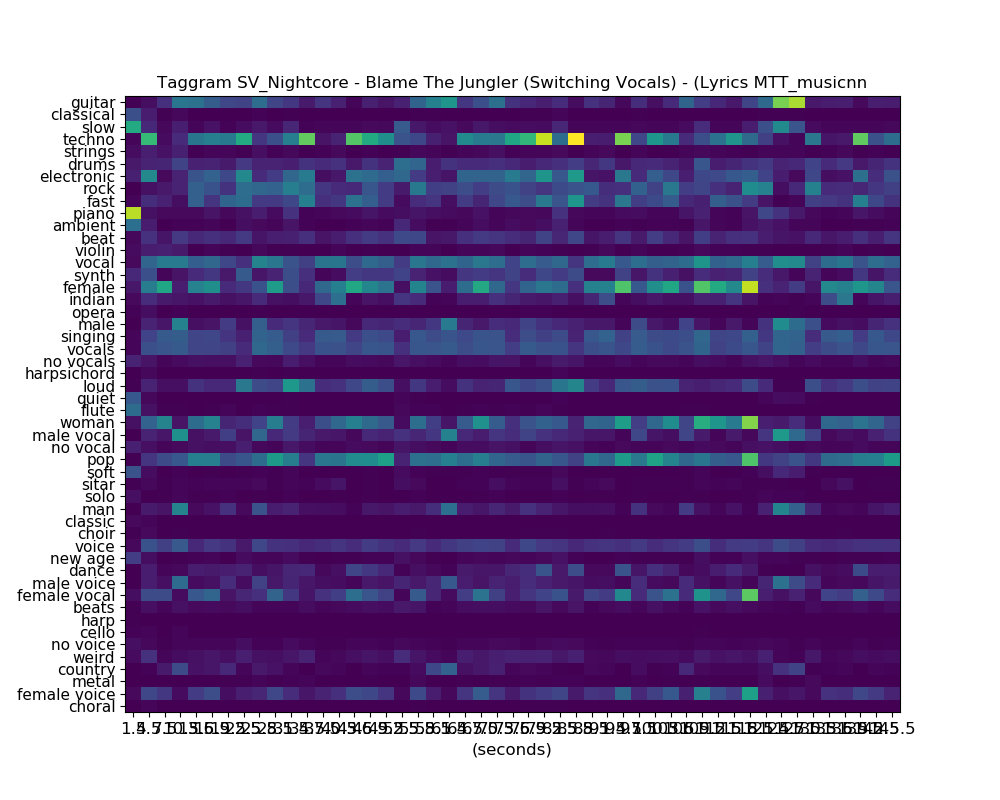 Taggram SV_Nightcore - Blame The Jungler (Switching Vocals) - (Lyrics MTT_musicnn
guitar
classical
slow
techno
strings
drums
electronic
rock
fast
piano
ambient
beat
violin
vocal
synth
female
indian
opera
male
singing
vocals
no vocals
harpsichord
loud
quiet
flute
woman
male vocal
no vocal
pop
soft
sitar
solo
man
classic
choir
voice
new age
dance
male voice
female vocal
beats
harp
cello
no voice
weird
country
metal
female voice
choral
(seconds)